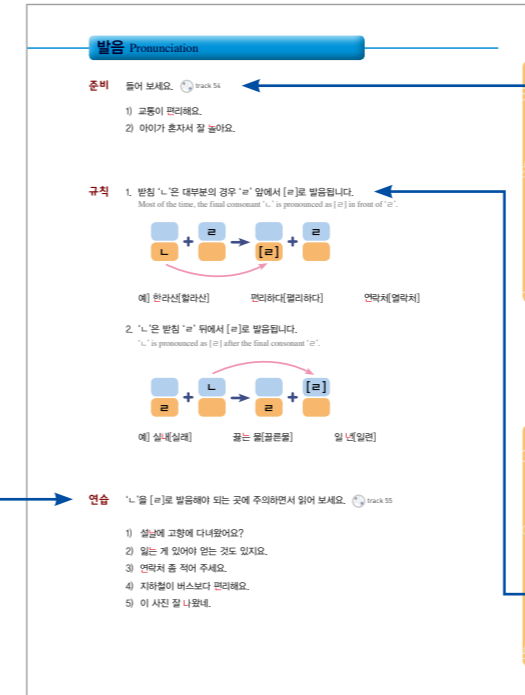 발음 Pronunciation
준비 들어 보세요. track 54
1) 교통이 편리해요.
2) 아이가 혼자서 잘 놀아요.
규칙 1. 받침 ‘ㄴ’은 대부분의 경우 ‘ㄹ’ 앞에서 [ㄹ]로 발음됩니다.
Most of the time, the final consonant ‘ㄴ’ is pronounced as [ㄹ] in front of ‘ㄹ’.
ㄹ ㄹ
ㄴ + → [ㄹ] +
예] 한라산[할라산] 편리하다[펼리하다] 연락처[열락처]
2. ‘ㄴ’은 받침 ‘ㄹ’ 뒤에서 [ㄹ]로 발음됩니다.
‘ㄴ’ is pronounced as [ㄹ] after the final consonant ‘ㄹ’.
ㄴ [ㄹ]
ㄹ + → ㄹ +
예] 실내[실래] 끓는 물[끌른물] 일 년[일련]
연습 ‘ㄴ’을 [ㄹ]로 발음해야 되는 곳에 주의하면서 읽어 보세요. track 55
1) 설날에 고향에 다녀왔어요?
2) 잃는 게 있어야 얻는 것도 있지요.
3) 연락처 좀 적어 주세요.
4) 지하철이 버스보다 편리해요.
5) 이 사진 잘 나왔네.